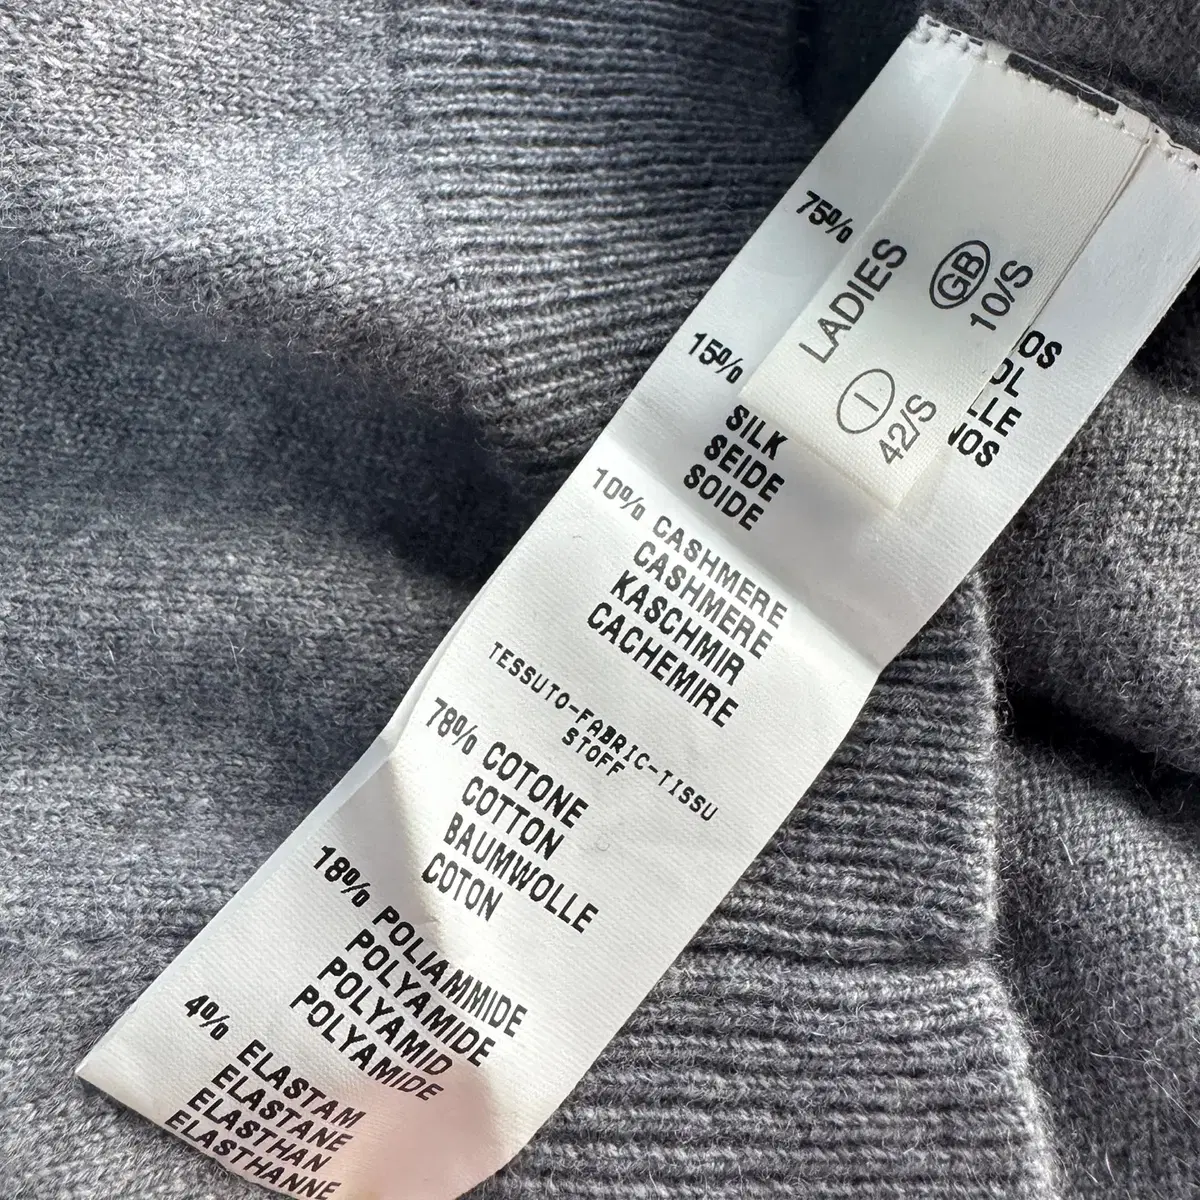 75%
LADIES
GB
10/S
I
42/S
15%
SILK
SEIDE
SOIDE
10% CASHMERE
CASHMERE
KASCHMIR
CACHEMIRE
TESSUTO-FABRIC-TISSU
STOFF
78% COTONE
COTTON
BAUMWOLLE
COTON
18% POLIAMMIDE
POLYAMIDE
POLYAMID
POLYAMIDE
4% ELASTAM
ELASTANE
ELASTHAN
ELASTHANNE